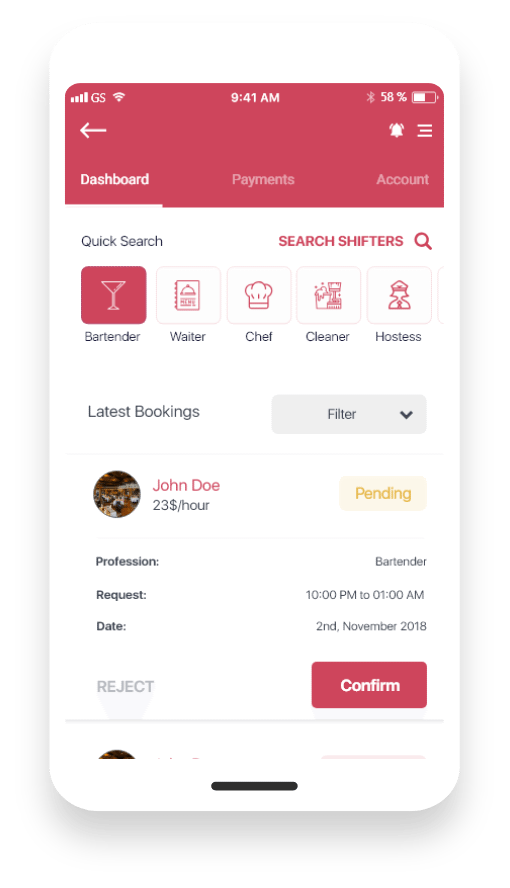 GS 9:41 AM 58 %
Dashboard Payments Account
Quick Search SEARCH SHIFTERS
MENU
Bartender Waiter Chef Cleaner Hostess
Latest Bookings Filter
John Doe Pending
23$/hour
Profession: Bartender
Request: 10:00 PM to 01:00 AM
Date: 2nd, November 2018
REJECT Confirm